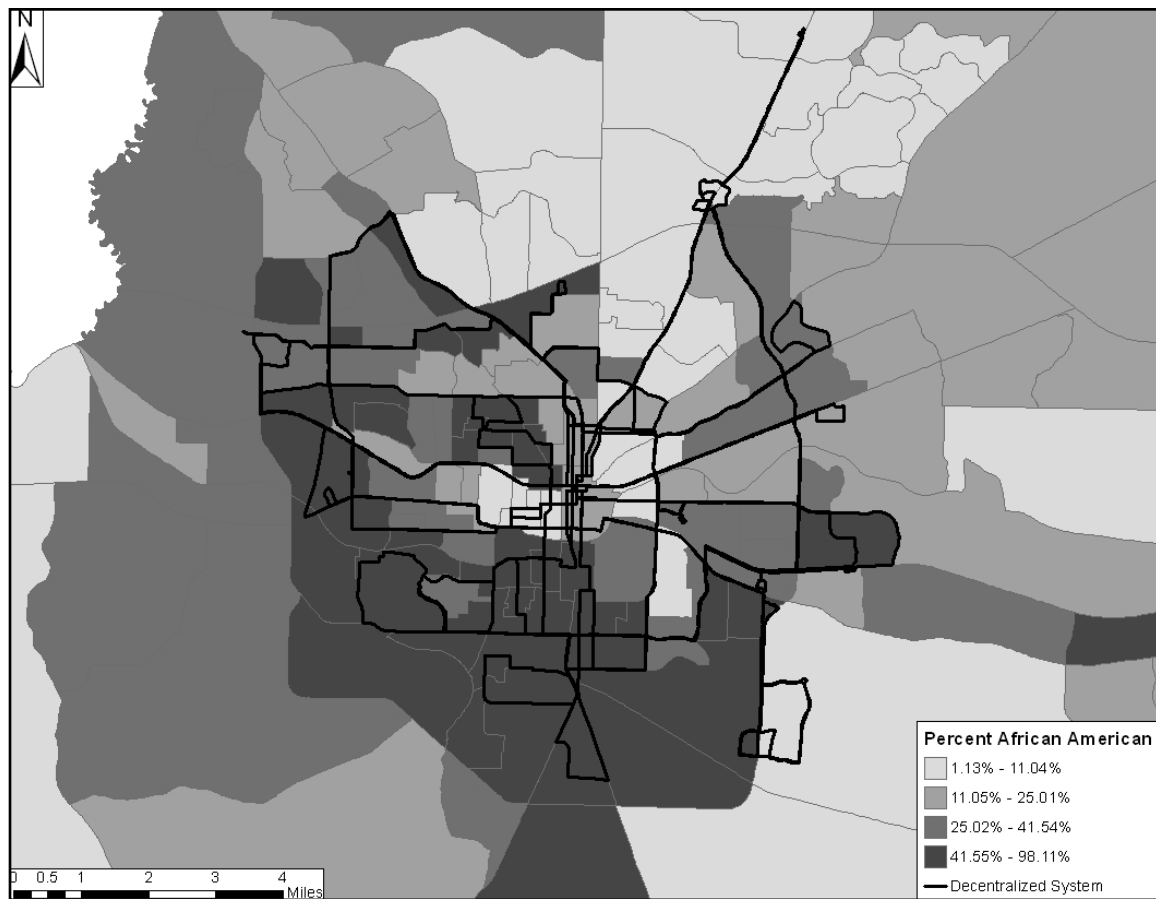 N
Percent African American
1.13% - 11.04%
11.05% - 25.01%
25.02% - 41.54%
41.55% - 98.11%
Decentralized System
0 0.5 1 2 3 4
Miles